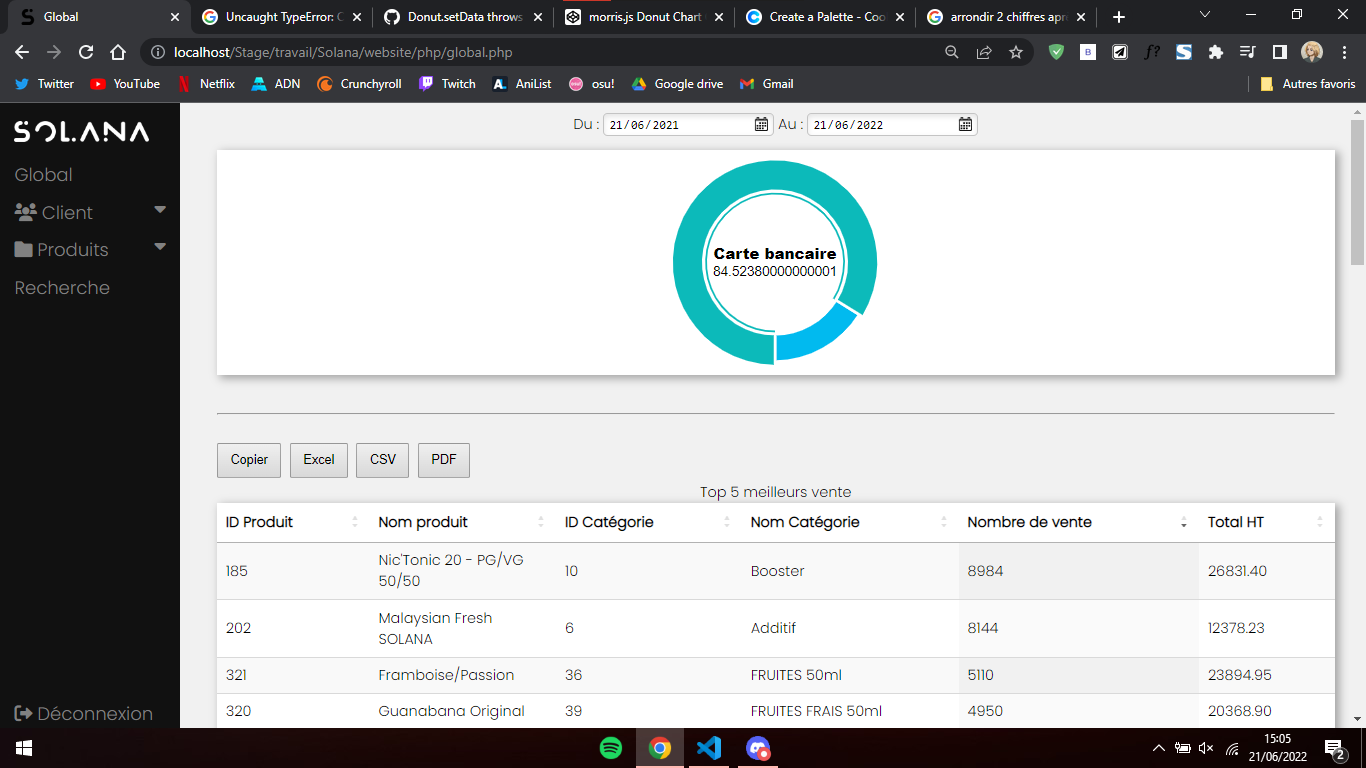 Global
Uncaught TypeError: C
Donut.setData throws
morris.js Donut Chart
Create a Palette - Coo
arrondir 2 chiffres apr
localhost/Stage/travail/Solana/website/php/global.php
Twitter
YouTube
Netflix
ADN
Crunchyroll
Twitch
AniList
osu!
Google drive
Gmail
Autres favoris
SOLANA
Global
Client
Produits
Recherche
Déconnexion
Du : 21/06/2021 Au : 21/06/2022
Carte bancaire
84.52380000000001
Copier Excel CSV PDF
Top 5 meilleurs vente
ID Produit Nom produit ID Catégorie Nom Catégorie Nombre de vente Total HT
185 Nic'Tonic 20 - PG/VG 50/50 10 Booster 8984 26831.40
202 Malaysian Fresh SOLANA 6 Additif 8144 12378.23
321 Framboise/Passion 36 FRUITES 50ml 5110 23894.95
320 Guanabana Original 39 FRUITES FRAIS 50ml 4950 20368.90
15:05
21/06/2022
2